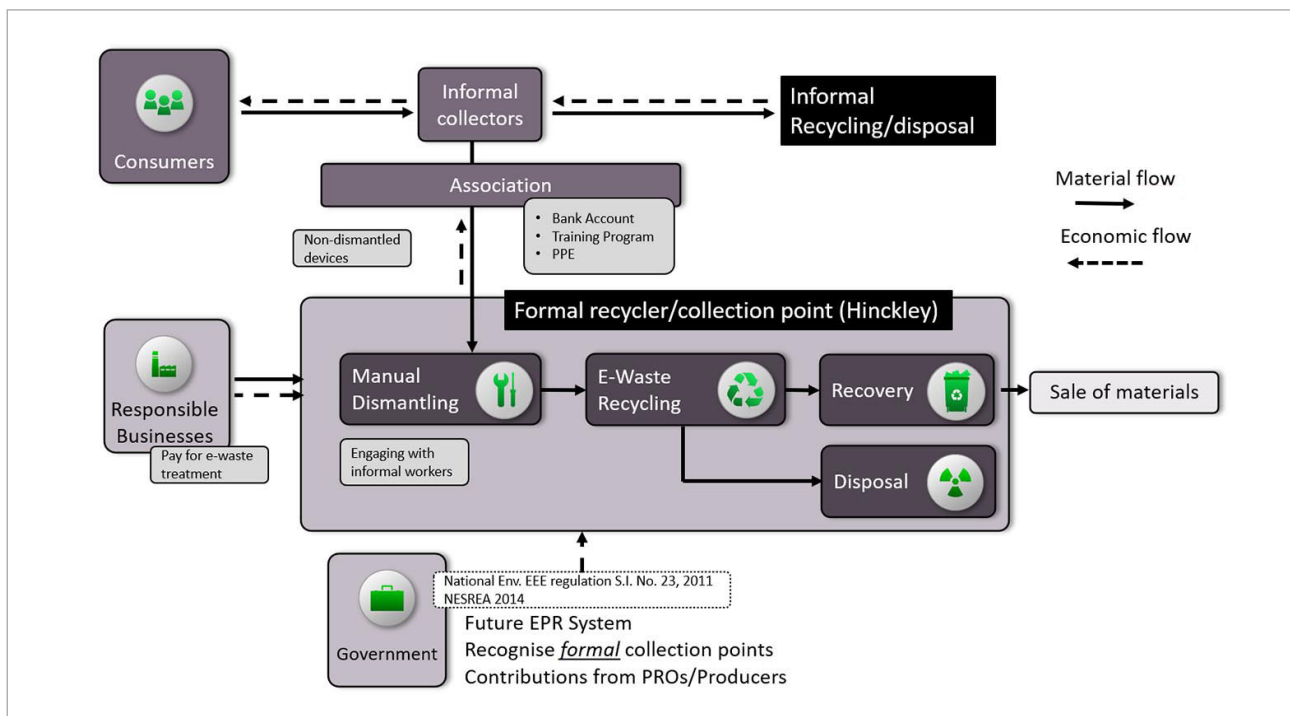 Consumers
Informal
collectors
Informal
Recycling/disposal
Association
• Bank Account
• Training Program
• PPE
Non-dismantled
devices
Material flow
Economic flow
Formal recycler/collection point (Hinckley)
Responsible
Businesses
Pay for e-waste
treatment
Manual
Dismantling
Engaging with
informal workers
E-Waste
Recycling
Recovery
Disposal
Sale of materials
Government
National Env. EEE regulation S.I. No. 23, 2011
NESREA 2014
Future EPR System
Recognise formal collection points
Contributions from PROs/Producers